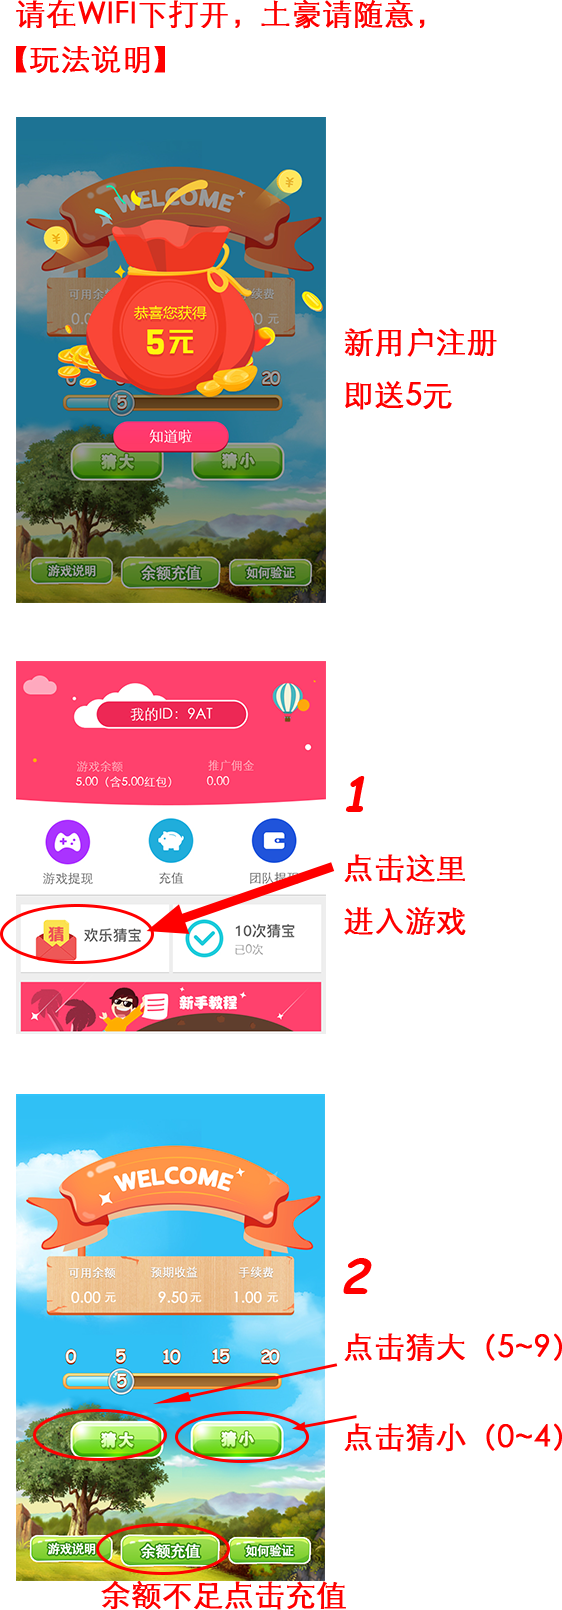 请在WIFI下打开，土豪请随意，
【玩法说明】
WELCOME
可用余额
续费
0.0
00 元
恭喜您获得
5元
0
20
5
知道啦
猜大
猜小
游戏说明
余额充值
如何验证
新用户注册
即送5元
我的ID：9AT
游戏余额
推广佣金
5.00（含5.00红包）
0.00
游戏提现
充值
团队提现
猜
欢乐猜宝
10次猜宝
已0次
新手教程
1
点击这里
进入游戏
WELCOME
可用余额 预期收益 手续费
0.00 元 9.50 元 1.00 元
0 5 10 15 20
5
猜大
猜小
游戏说明
余额充值
如何验证
2
点击猜大（5~9）
点击猜小（0~4）
余额不足点击充值